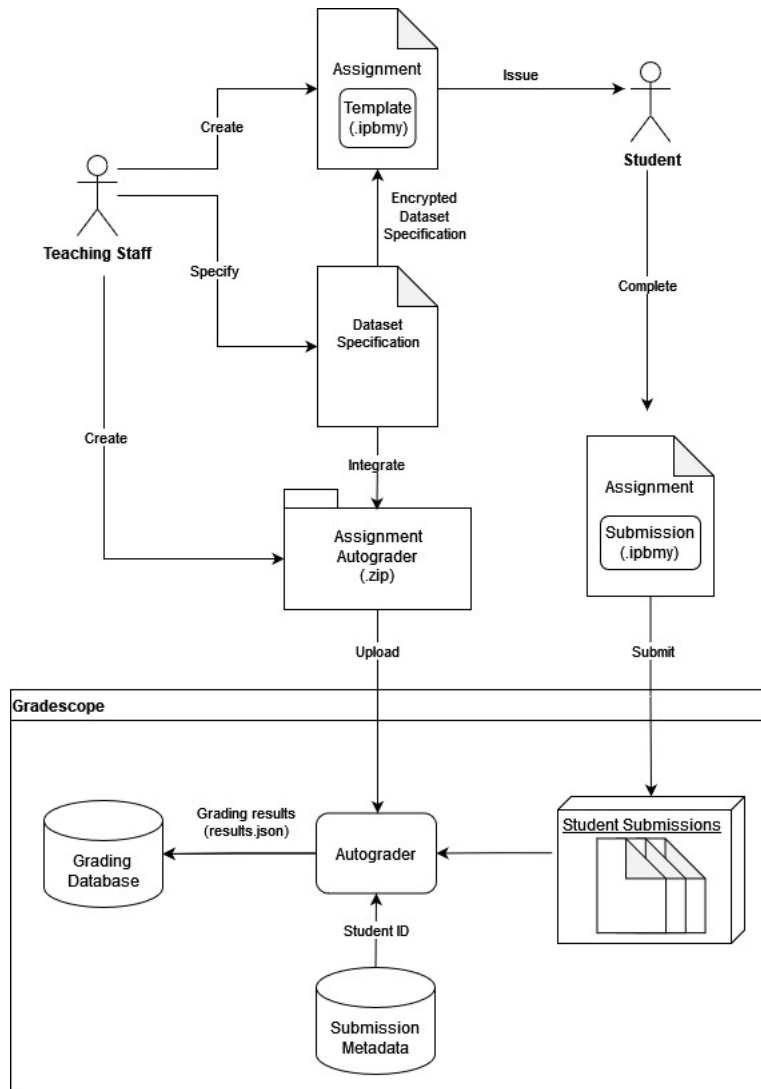 Assignment
Template
(.ipbmy)
Issue
Create
Student
Encrypted
Dataset
Specification
Teaching Staff
Specify
Complete
Dataset
Specification
Create
Integrate
Assignment
Submission
(.ipbmy)
Assignment
Autograder
(.zip)
Upload
Submit
Gradescope
Grading results
(results.json)
Student Submissions
Autograder
Grading
Database
Student ID
Submission
Metadata